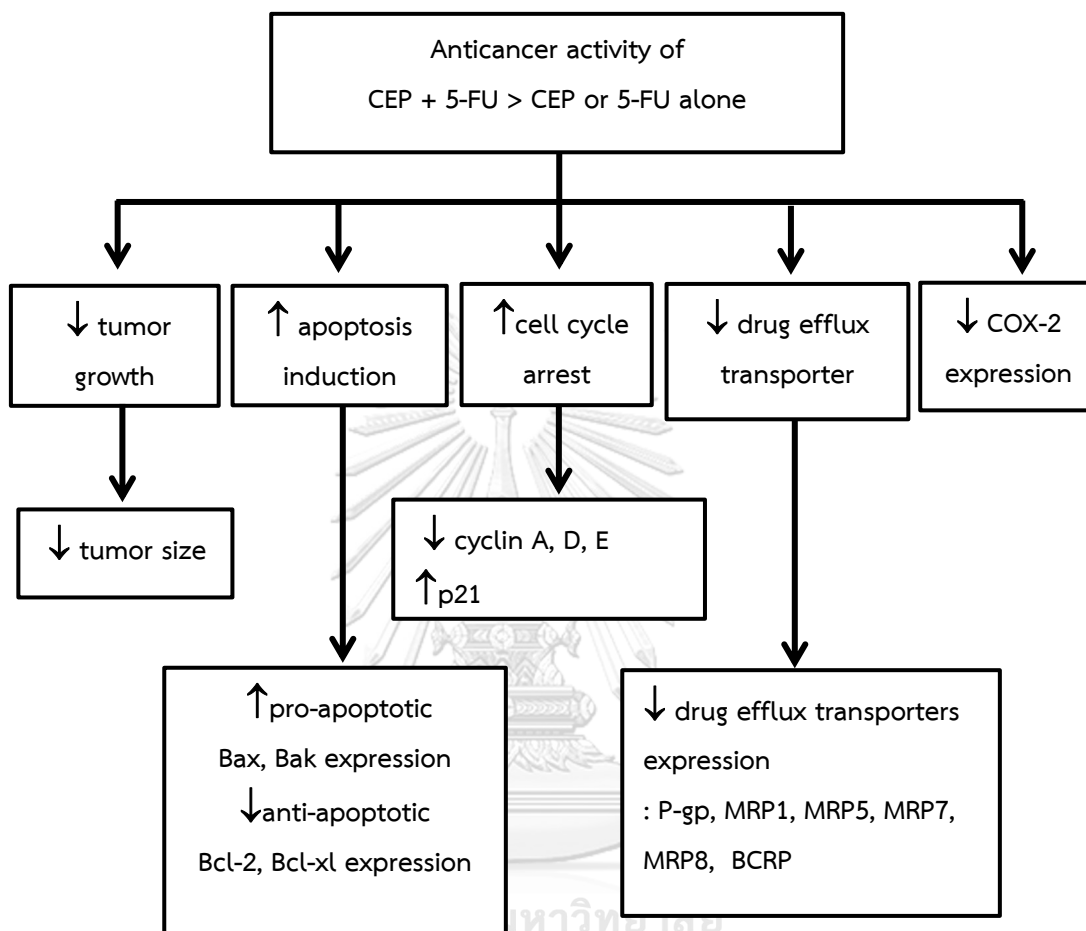 Anticancer activity of
CEP + 5-FU > CEP or 5-FU alone
↓ tumor
growth
↑ apoptosis
induction
↑cell cycle
arrest
↓ drug efflux
transporter
↓ COX-2
expression
↓ tumor size
↓ cyclin A, D, E
↑p21
↑pro-apoptotic
Bax, Bak expression
↓anti-apoptotic
Bcl-2, Bcl-xl expression
↓ drug efflux transporters
expression
: P-gp, MRP1, MRP5, MRP7,
MRP8, BCRP